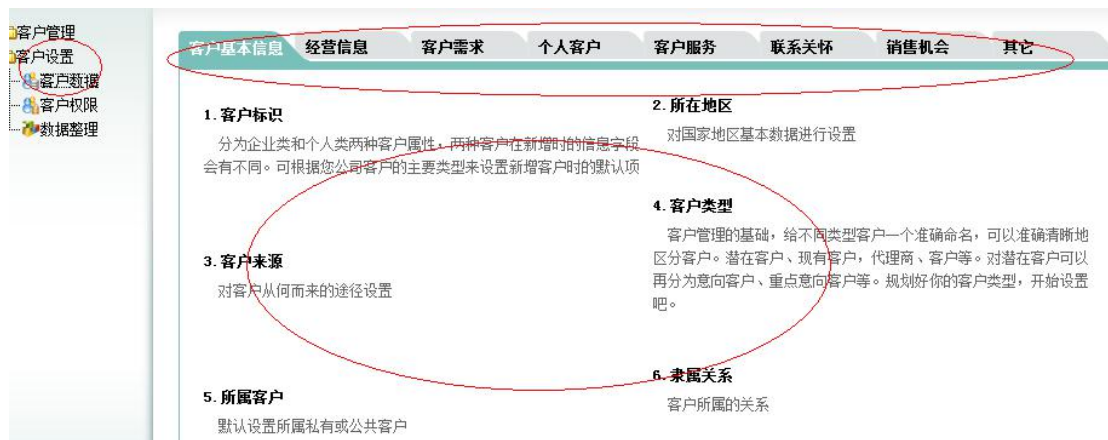 客户管理
客户设置
客户数据
客户权限
数据整理
客户基本信息 经营信息 客户需求 个人客户 客户服务 联系关怀 销售机会 其它
1. 客户标识
分为企业类和个人类两种客户属性，两种客户在新增时的信息字段
会有不同。可根据您公司客户的主要类型来设置新增客户时的默认项
2. 所在地区
对国家地区基本数据进行设置
3. 客户来源
对客户从何而来的途径设置
4. 客户类型
客户管理的基础，给不同类型客户一个准确命名，可以准确清晰地
区分客户。潜在客户、现有客户，代理商、客户等。对潜在客户可以
再分为意向客户、重点意向客户等。规划好你的客户类型，开始设置
吧。
5. 所属客户
默认设置所属私有或公共客户
6. 隶属关系
客户所属的关系